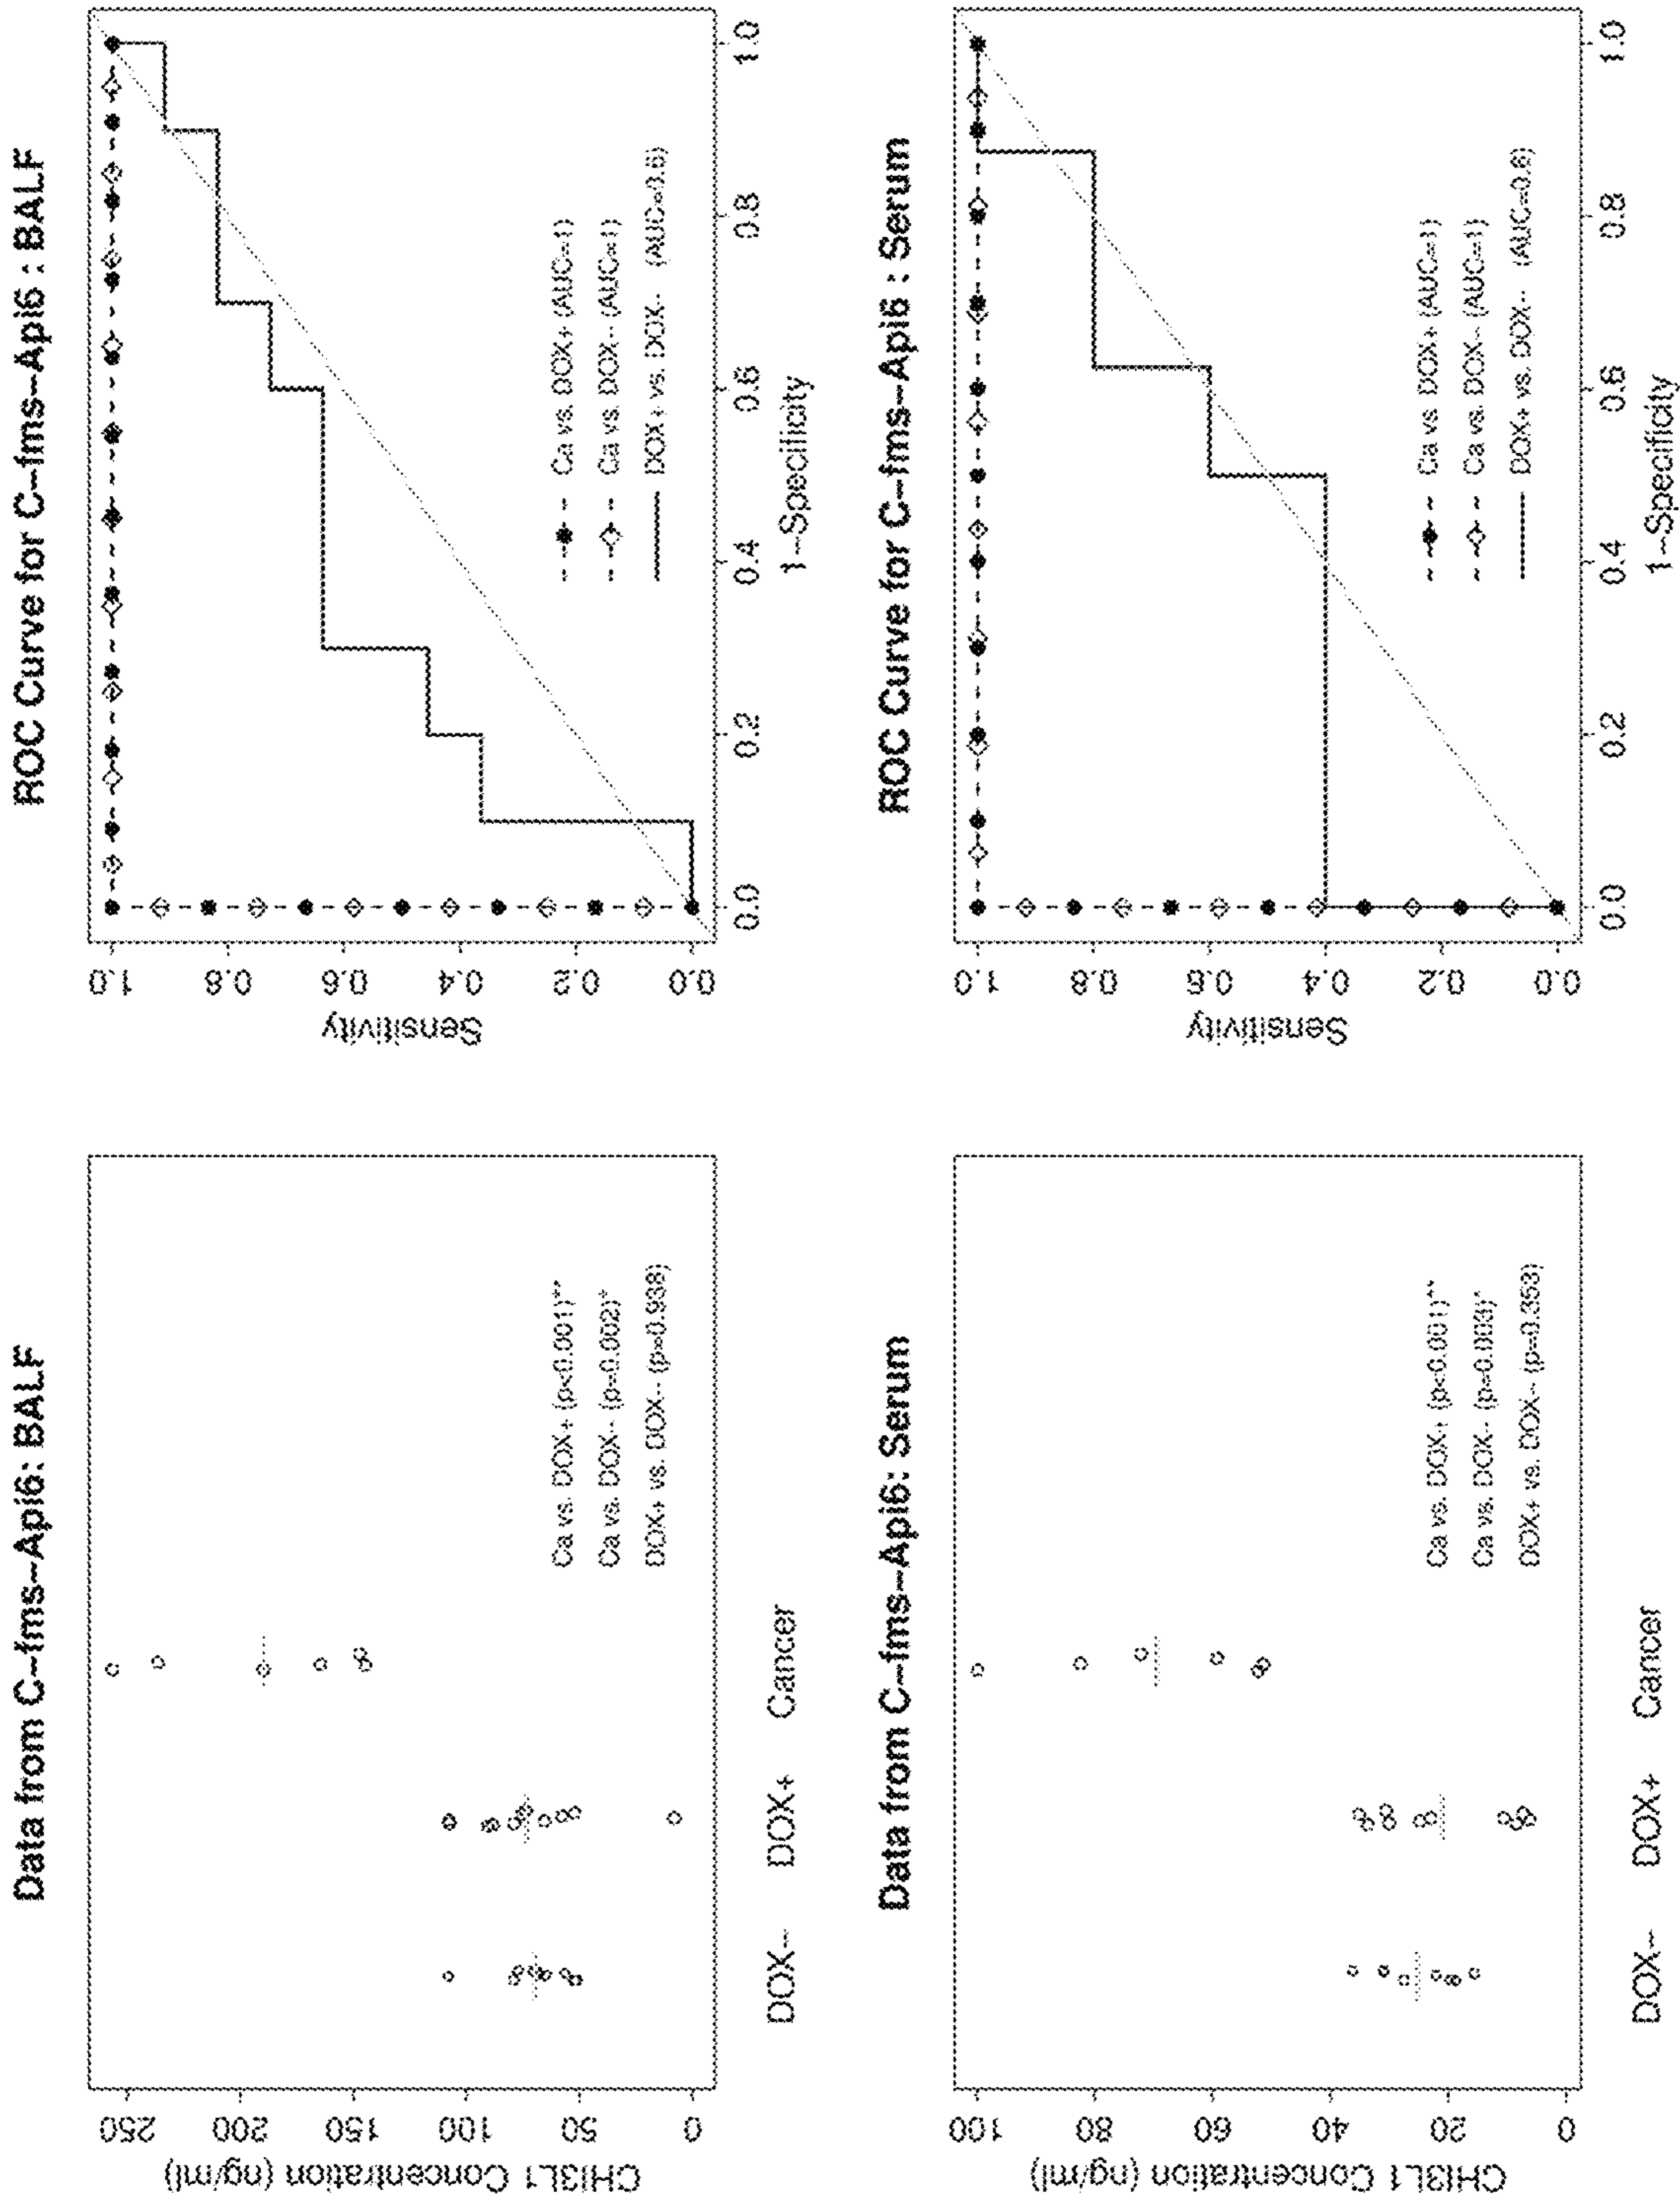 Data from C-fms-Api6: BALF
CHI3L1 Concentration (ng/ml)
250
200
150
100
50
0
Ca vs. DOX+ (p<0.001)**
Ca vs. DOX- (p=0.002)*
DOX+ vs. DOX- (p=0.938)
DOX-
DOX+
Cancer
ROC Curve for C-fms-Api6 : BALF
Sensitivity
1.0
0.8
0.6
0.4
0.2
0.0
Ca vs. DOX+ (AUC=1)
Ca vs. DOX- (AUC=1)
DOX+ vs. DOX- (AUC=0.6)
0.0
0.2
0.4
0.6
0.8
1.0
1-Specificity
Data from C-fms-Api6: Serum
CHI3L1 Concentration (ng/ml)
100
80
60
40
20
0
Ca vs. DOX+ (p<0.001)**
Ca vs. DOX- (p=0.003)*
DOX+ vs. DOX- (p=0.353)
DOX-
DOX+
Cancer
ROC Curve for C-fms-Api6 : Serum
Sensitivity
1.0
0.8
0.6
0.4
0.2
0.0
Ca vs. DOX+ (AUC=1)
Ca vs. DOX- (AUC=1)
DOX+ vs. DOX- (AUC=0.6)
0.0
0.2
0.4
0.6
0.8
1.0
1-Specificity